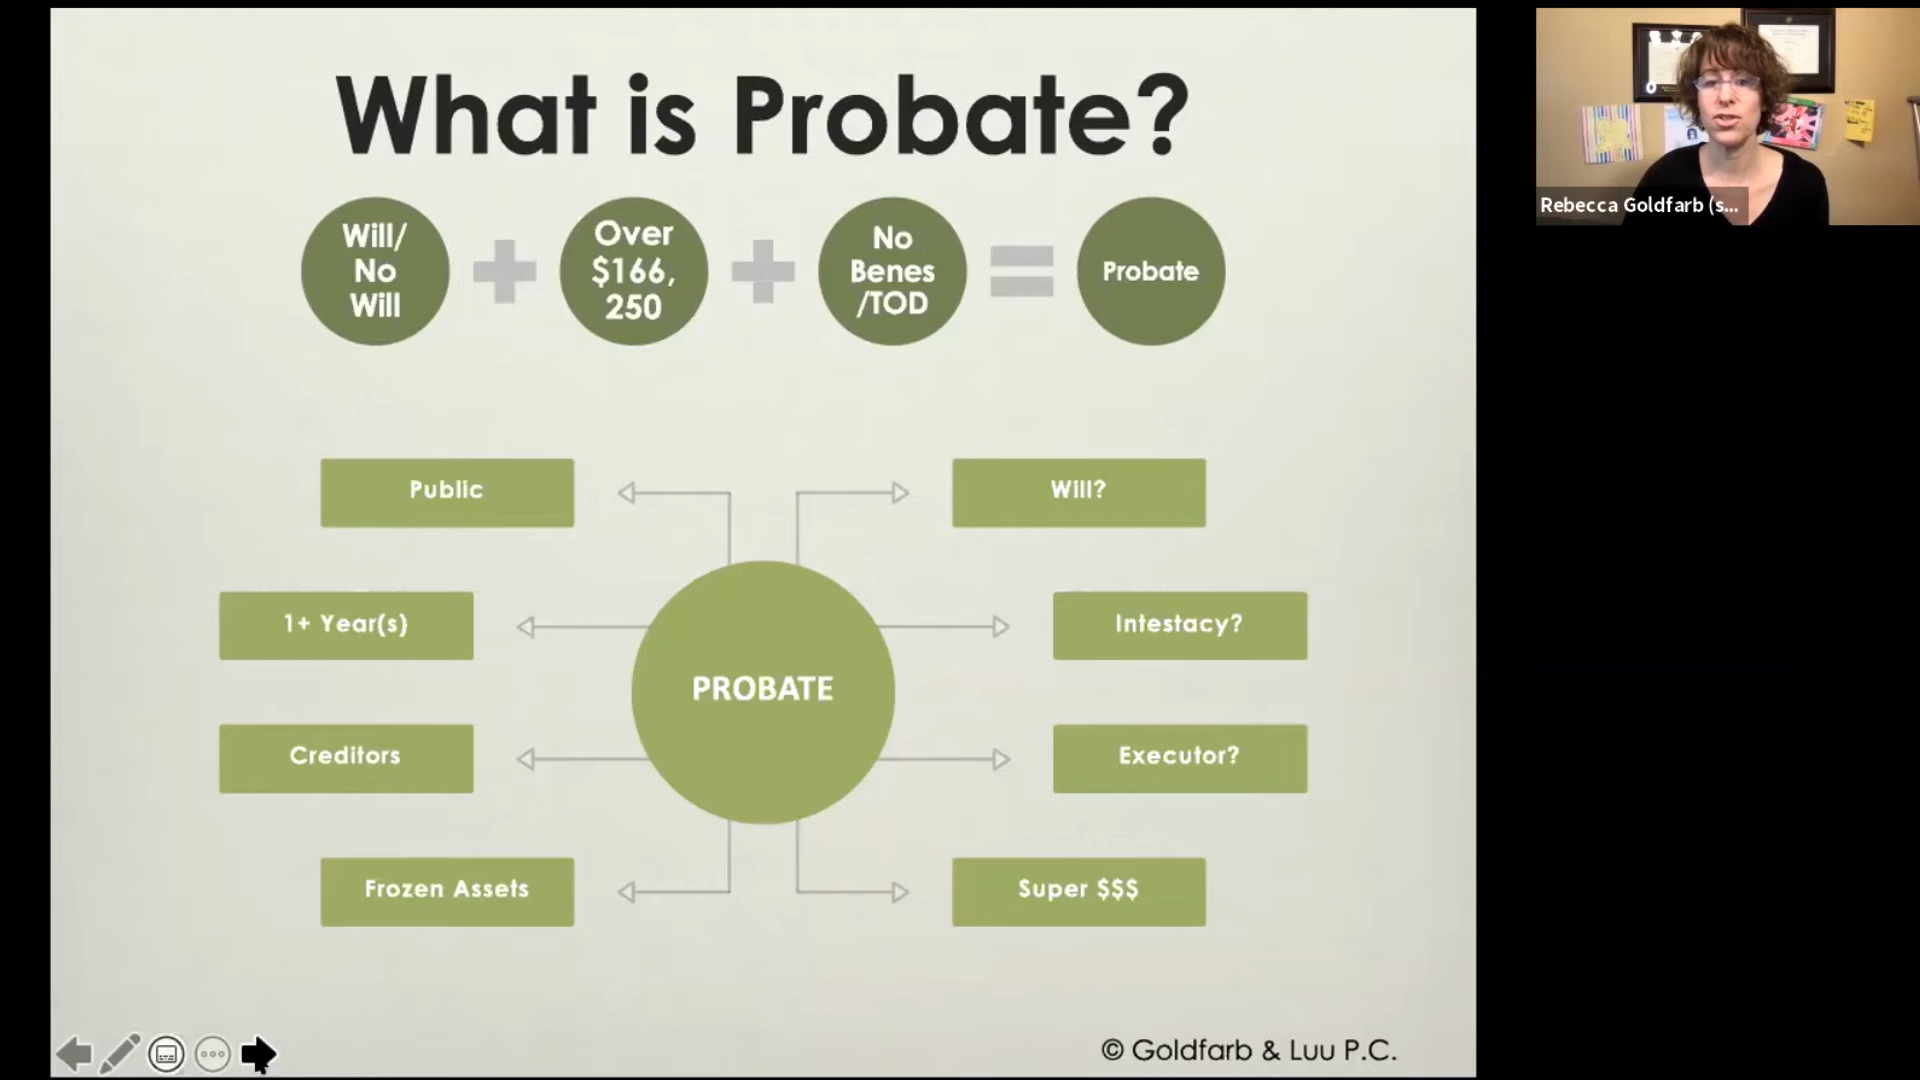 What is Probate?
Will/
No
Will
Over
$166,
250
No
Benes
/TOD
Probate
Public
Will?
1+ Year(s)
Intestacy?
PROBATE
Creditors
Executor?
Frozen Assets
Super $$$
© Goldfarb & Luu P.C.
Rebecca Goldfarb (s...